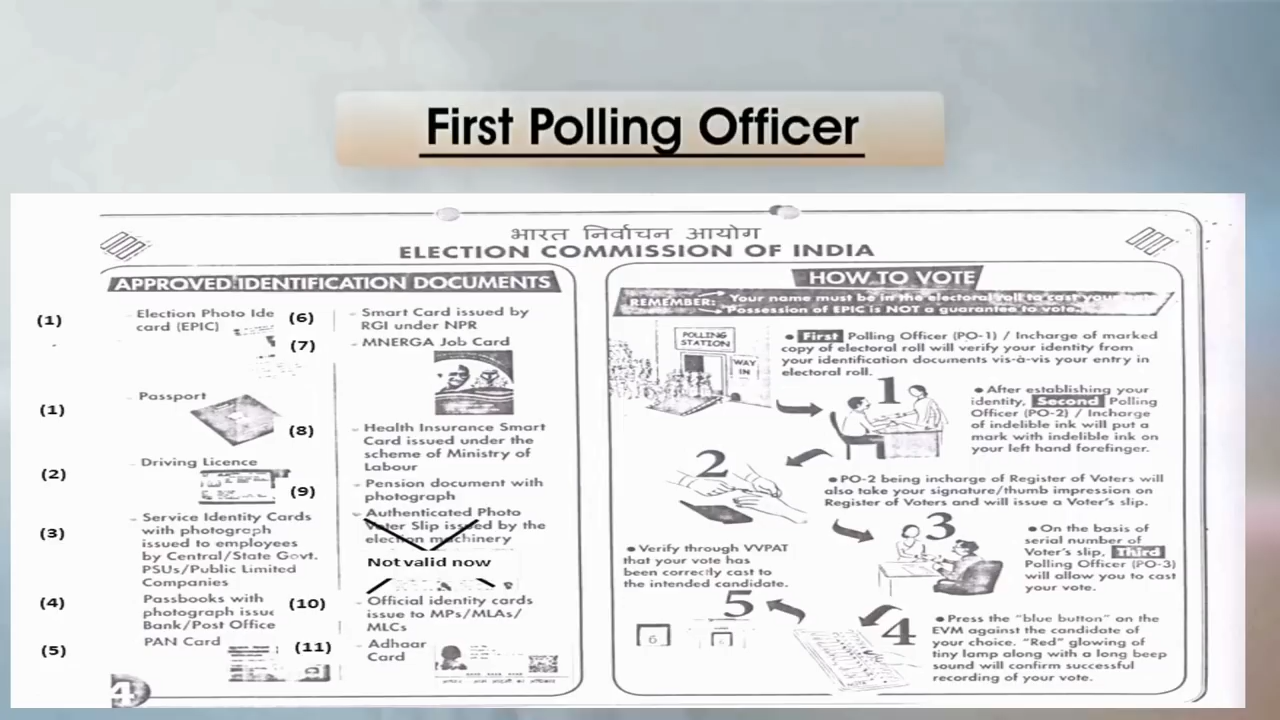 First Polling Officer
भारत निर्वाचन आयोग
ELECTION COMMISSION OF INDIA
APPROVED IDENTIFICATION DOCUMENTS
(1)
Election Photo Ide
card (EPIC)
(1)
Passport
(2)
Driving Licence
(3)
Service Identity Cards
with photograph
issued to employees
by Central/State Govt.
PSUs/Public Limited
Companies
(4)
Passbooks with
photograph issue
Bank/Post Office
(5)
PAN Card
(6)
Smart Card issued by
RGI under NPR
(7)
MNERGA Job Card
(8)
Health Insurance Smart
Card issued under the
scheme of Ministry of
Labour
(9)
Pension document with
photograph
Authenticated Photo
Voter Slip issued by the
election machinery
Not valid now
(10)
Official identity cards
issue to MPs/MLAs/
MLCs
(11)
Adhaar
Card
4
HOW TO VOTE
REMEMBER:
Your name must be in the electoral roll to cast your
Possession of EPIC is NOT a guarantee to vote.
POLLING
STATION
WAY
IN
First Polling Officer (PO-1) / Incharge of marked
copy of electoral roll will verify your identity from
your identification documents vis-à-vis your entry in
electoral roll.
1
After establishing your
identity, Second Polling
Officer (PO-2) / Incharge
of indelible ink will put a
mark with indelible ink on
your left hand forefinger.
2
PO-2 being incharge of Register of Voters will
also take your signature/thumb impression on
Register of Voters and will issue a Voter's slip.
3
On the basis of
serial number of
Voter's slip, Third
Polling Officer (PO-3)
will allow you to cast
your vote.
4
Press the "blue button" on the
EVM against the candidate of
your choice, "Red" glowing of
tiny lamp along with a long beep
sound will confirm successful
recording of your vote.
Verify through VVPAT
that your vote has
been correctly cast to
the intended candidate.
5